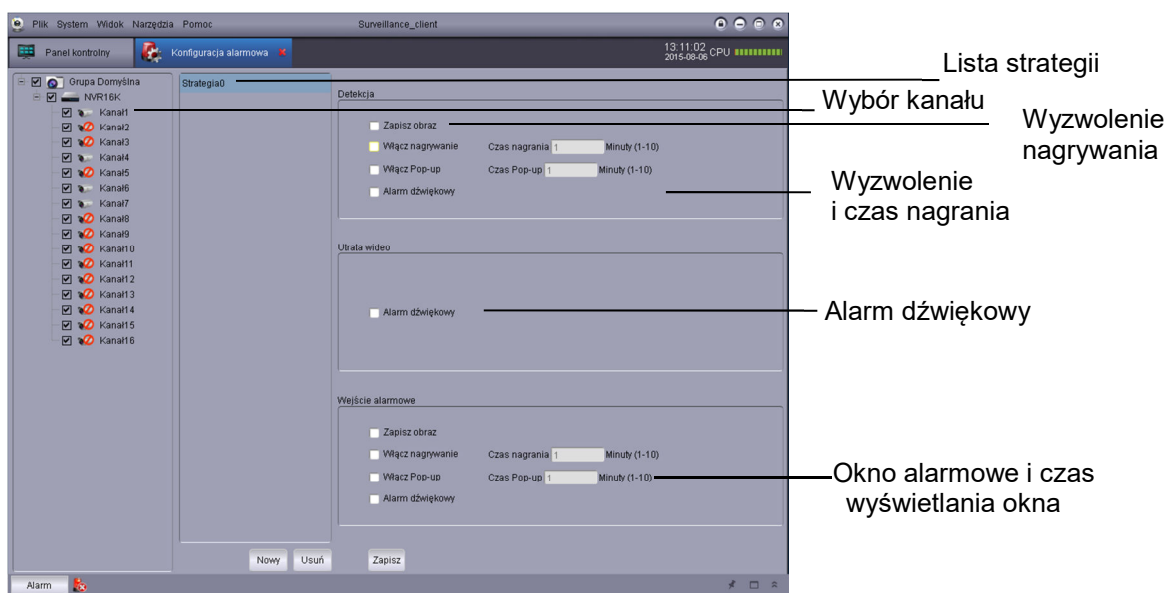 Plik System Widok Narzędzia Pomoc Surveillance_client
Panel kontrolny Konfiguracja alarmowa 13:11:02 CPU
2015-08-06
Grupa Domyślna
NVR16K
Kanał1
Kanał2
Kanał3
Kanał4
Kanał5
Kanał6
Kanał7
Kanał8
Kanał9
Kanał10
Kanał11
Kanał12
Kanał13
Kanał14
Kanał15
Kanał16
Strategia0
Detekcja
Zapisz obraz
Włącz nagrywanie Czas nagrania 1 Minuty (1-10)
Włącz Pop-up Czas Pop-up 1 Minuty (1-10)
Alarm dźwiękowy
Utrata wideo
Alarm dźwiękowy
Wejście alarmowe
Zapisz obraz
Włącz nagrywanie Czas nagrania 1 Minuty (1-10)
Włącz Pop-up Czas Pop-up 1 Minuty (1-10)
Alarm dźwiękowy
Nowy Usuń Zapisz
Alarm
Lista strategii
Wybór kanału
Wyzwolenie
nagrywania
Wyzwolenie
i czas nagrania
Alarm dźwiękowy
Okno alarmowe i czas
wyświetlania okna